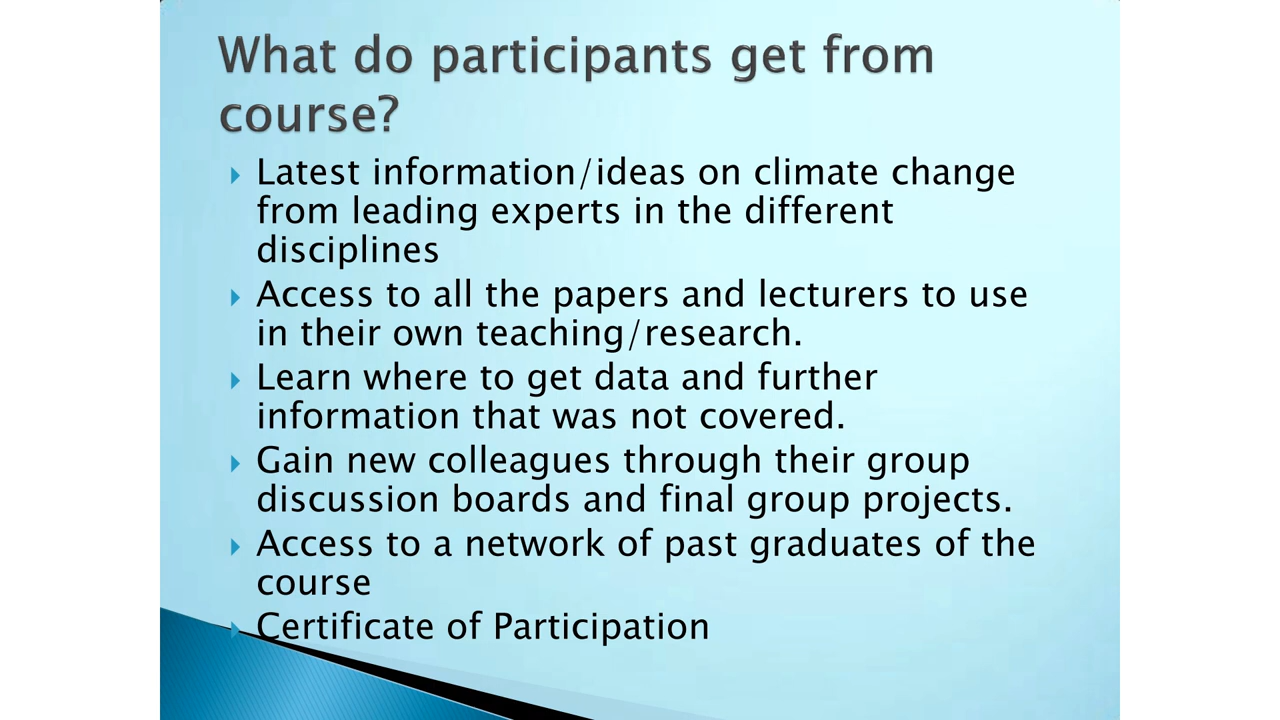 What do participants get from
course?
Latest information/ideas on climate change
from leading experts in the different
disciplines
Access to all the papers and lecturers to use
in their own teaching/research.
Learn where to get data and further
information that was not covered.
Gain new colleagues through their group
discussion boards and final group projects.
Access to a network of past graduates of the
course
Certificate of Participation